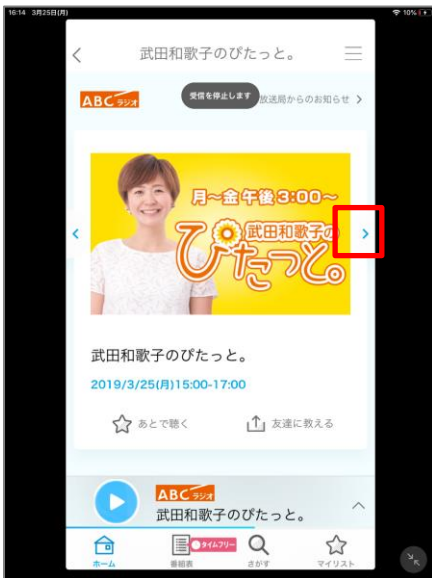 16:14 3月25日(月)
10%
武田和歌子のぴたっと。
ABCラジオ
受信を停止します
放送局からのお知らせ
月〜金 午後3:00〜
武田和歌子の
ぴたっと。
武田和歌子のぴたっと。
2019/3/25(月)15:00-17:00
あとで聴く
友達に教える
ABCラジオ
武田和歌子のぴたっと。
ホーム
番組表
タイムフリー
さがす
マイリスト